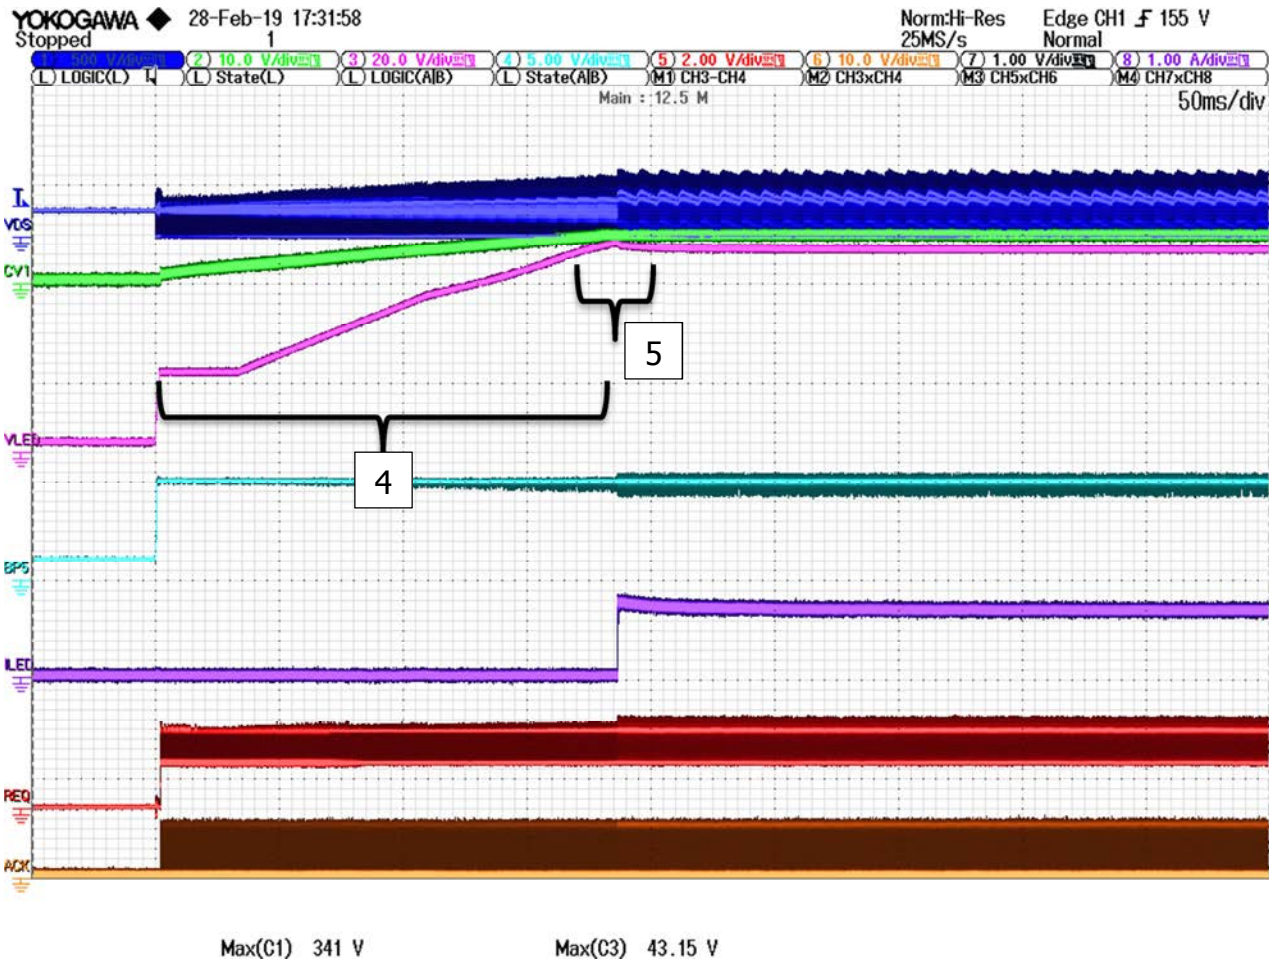 YOKOGAWA ◆ 28-Feb-19 17:31:58 Norm:Hi-Res Edge CH1 155 V
Stopped 1 25MS/s Normal
1 500 V/div 2 10.0 V/div 3 20.0 V/div 4 5.00 V/div 5 2.00 V/div 6 10.0 V/div 7 1.00 V/div 8 1.00 A/div
L LOGIC(L) L State(L) L LOGIC(A|B) L State(A|B) M1 CH3-CH4 M2 CH3xCH4 M3 CH5xCH6 M4 CH7xCH8
Main : 12.5 M 50ms/div
VDS
CV1
5
VLED
4
BP5
ILED
REQ
ACK
Max(C1) 341 V Max(C3) 43.15 V